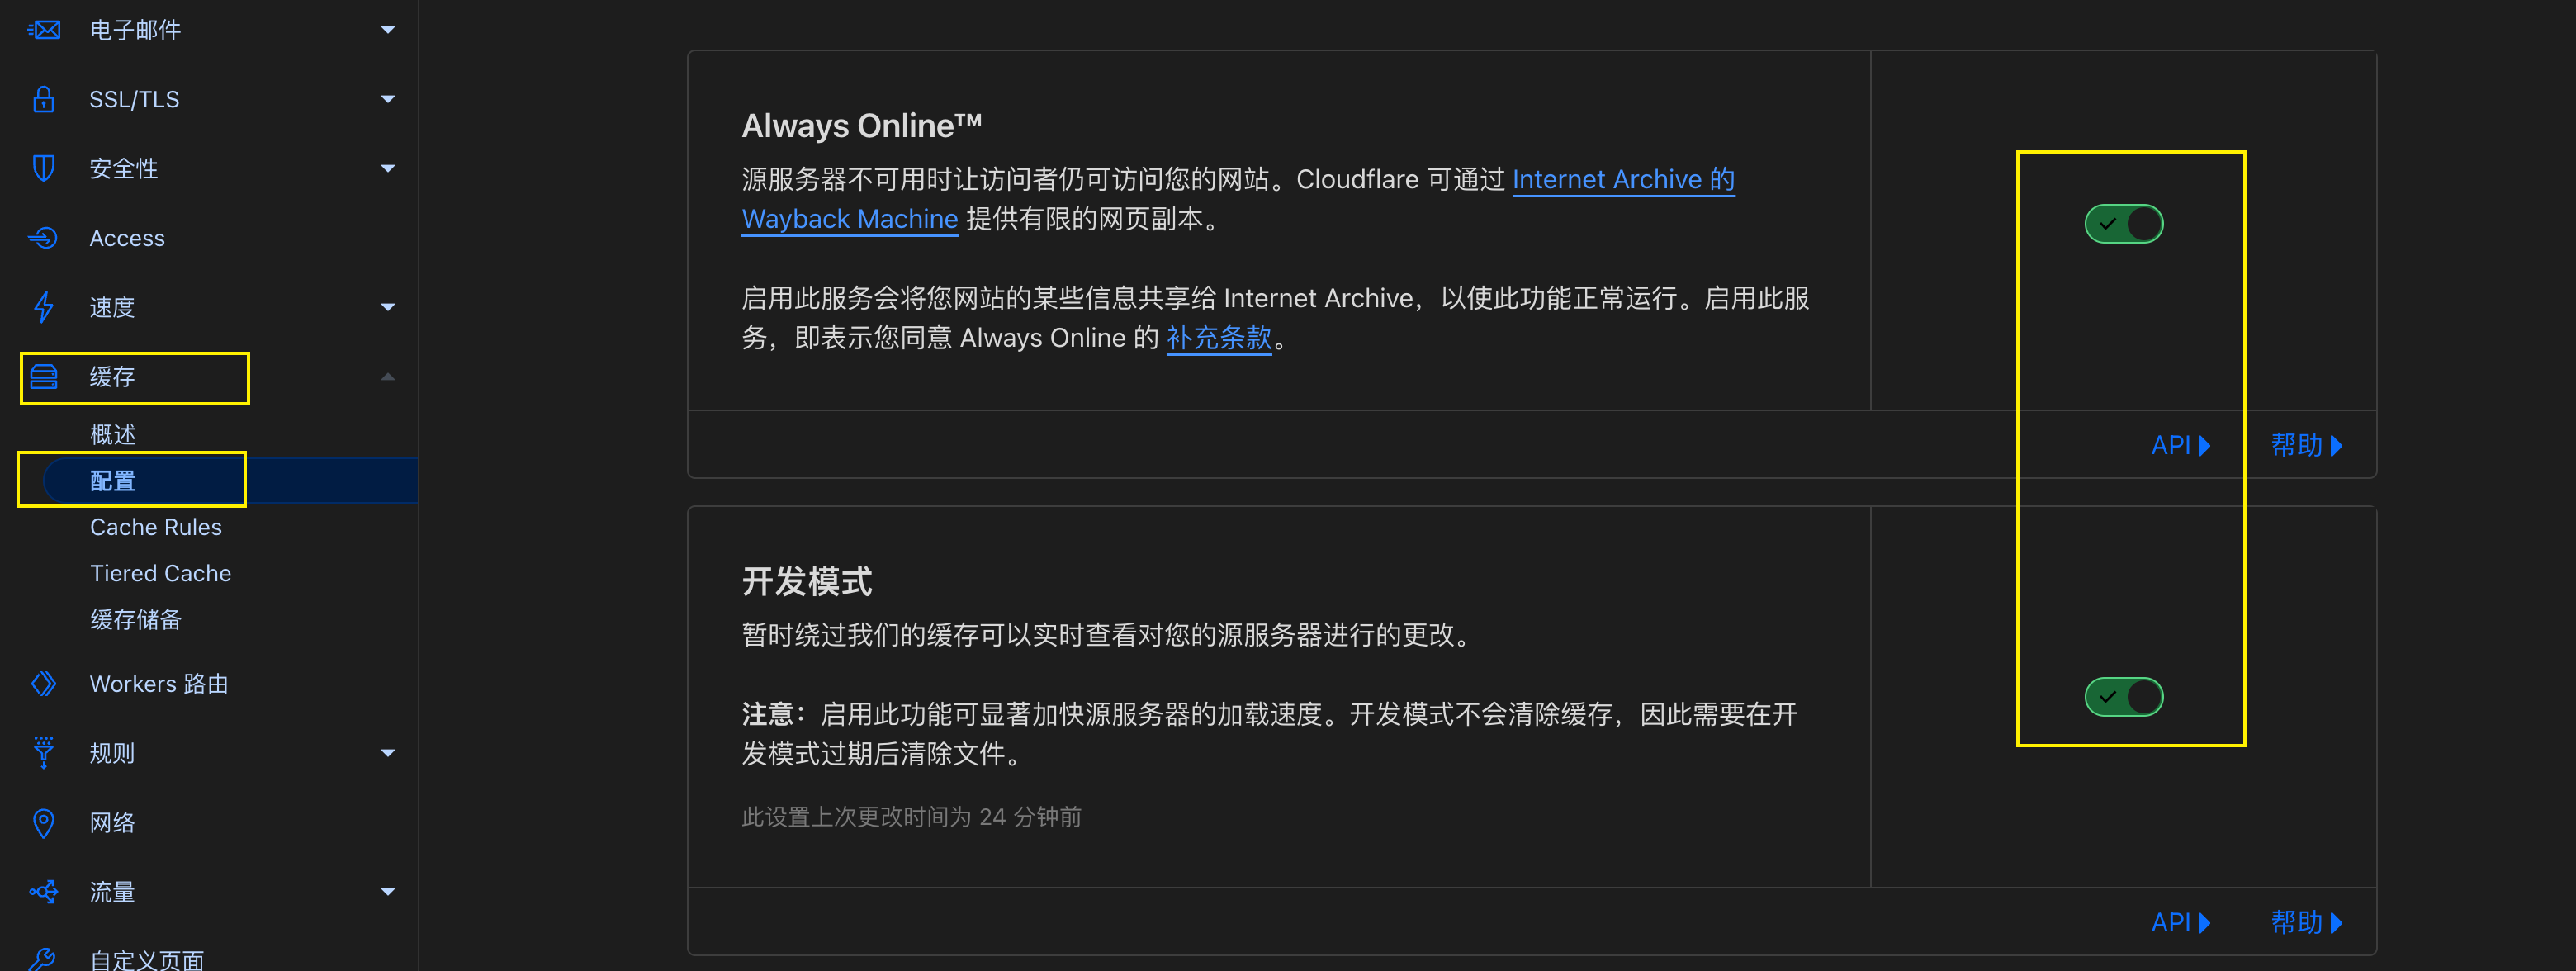 电子邮件
SSL/TLS
安全性
Access
速度
缓存
概述
配置
Cache Rules
Tiered Cache
缓存储备
Workers 路由
规则
网络
流量
自定义页面
Always Online™
源服务器不可用时让访问者仍可访问您的网站。Cloudflare 可通过 Internet Archive 的
Wayback Machine 提供有限的网页副本。
启用此服务会将您网站的某些信息共享给 Internet Archive，以使此功能正常运行。启用此服
务，即表示您同意 Always Online 的 补充条款。
API
帮助
开发模式
暂时绕过我们的缓存可以实时查看对您的源服务器进行的更改。
注意：启用此功能可显著加快源服务器的加载速度。开发模式不会清除缓存，因此需要在开
发模式过期后清除文件。
此设置上次更改时间为 24 分钟前
API
帮助